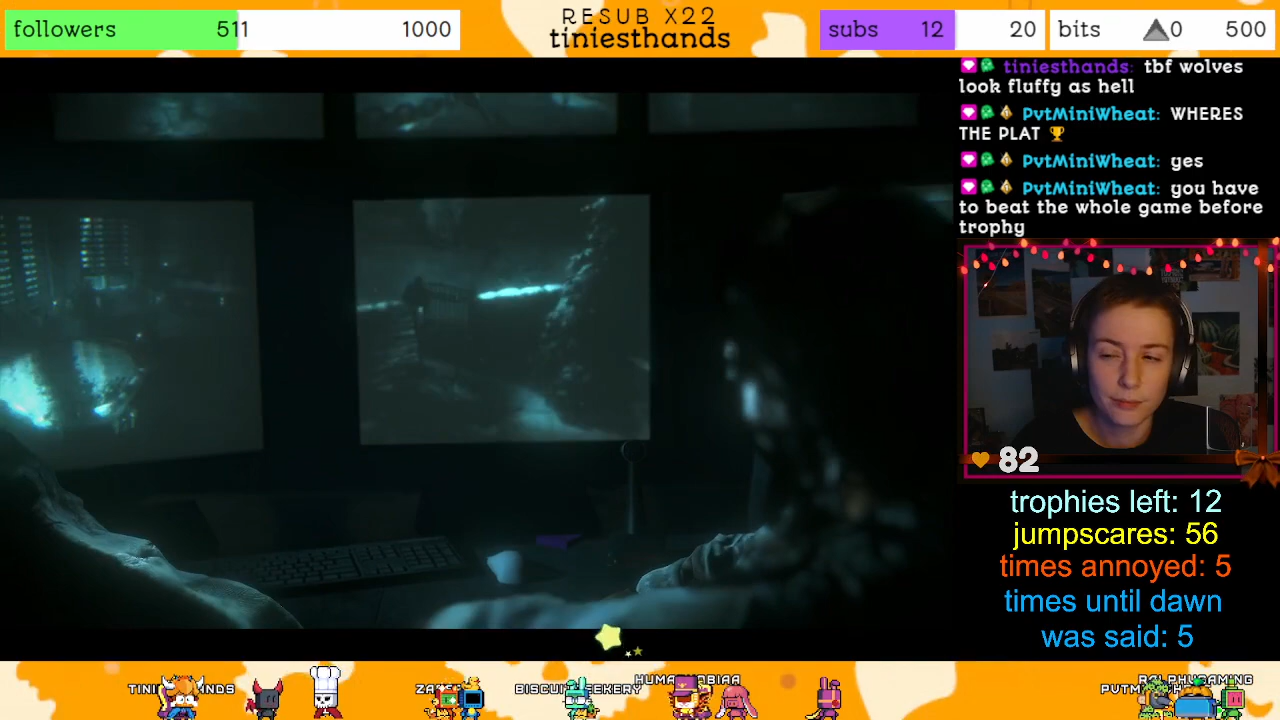 followers 511 1000
RESUB X22
tiniesthands
subs 12 20
bits 0 500
tiniesthands: tbf wolves
look fluffy as hell
PvtMiniWheat: WHERES
THE PLAT 🏆
PvtMiniWheat: yes
PvtMiniWheat: you have
to beat the whole game before
trophy
82
trophies left: 12
jumpscares: 56
times annoyed: 5
times until dawn
was said: 5